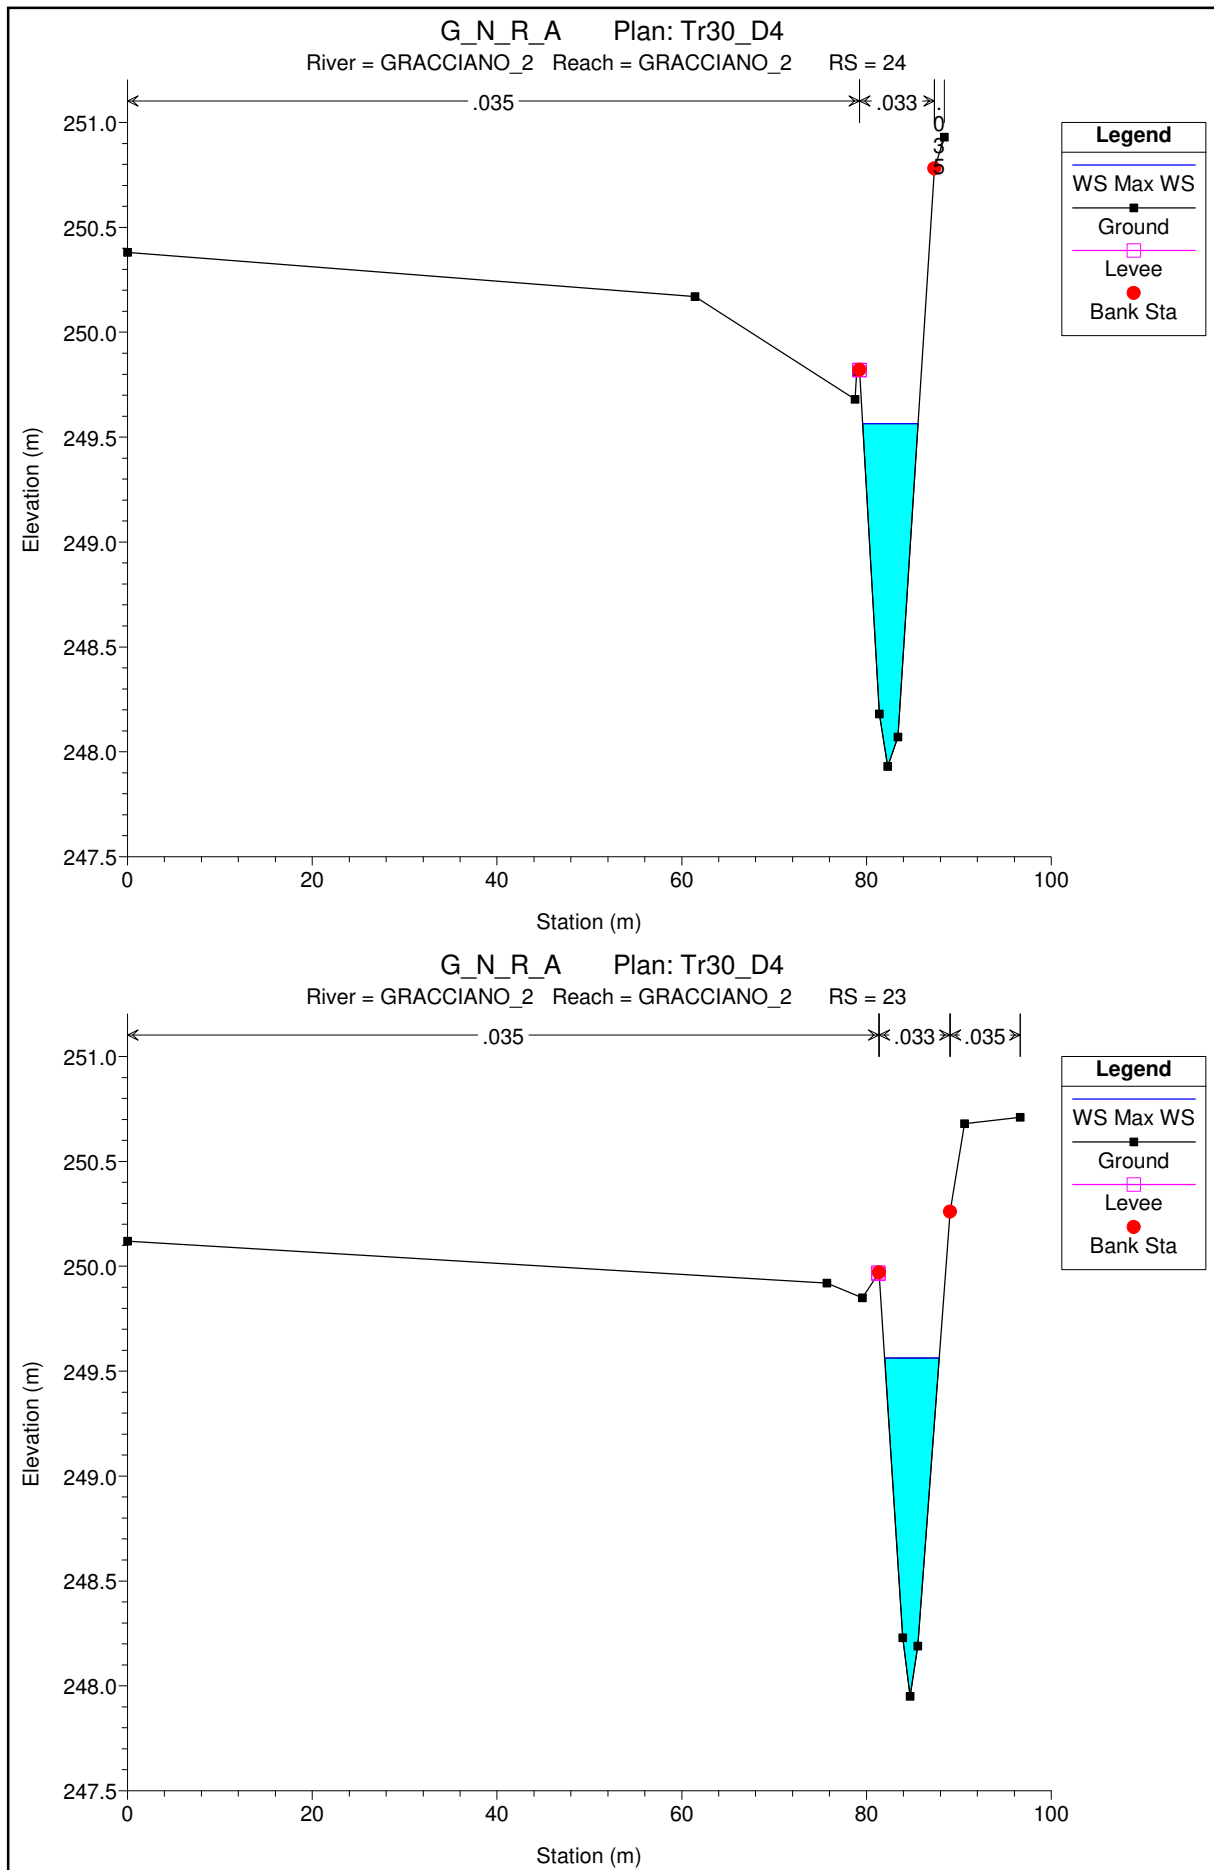 G_N_R_A Plan: Tr30_D4
River = GRACCIANO_2 Reach = GRACCIANO_2 RS = 24
.035 .033 .035
251.0
250.5
250.0
249.5
249.0
248.5
248.0
247.5
Elevation (m)
0 20 40 60 80 100
Station (m)
Legend
WS Max WS
Ground
Levee
Bank Sta
G_N_R_A Plan: Tr30_D4
River = GRACCIANO_2 Reach = GRACCIANO_2 RS = 23
.035 .033 .035
251.0
250.5
250.0
249.5
249.0
248.5
248.0
247.5
Elevation (m)
0 20 40 60 80 100
Station (m)
Legend
WS Max WS
Ground
Levee
Bank Sta